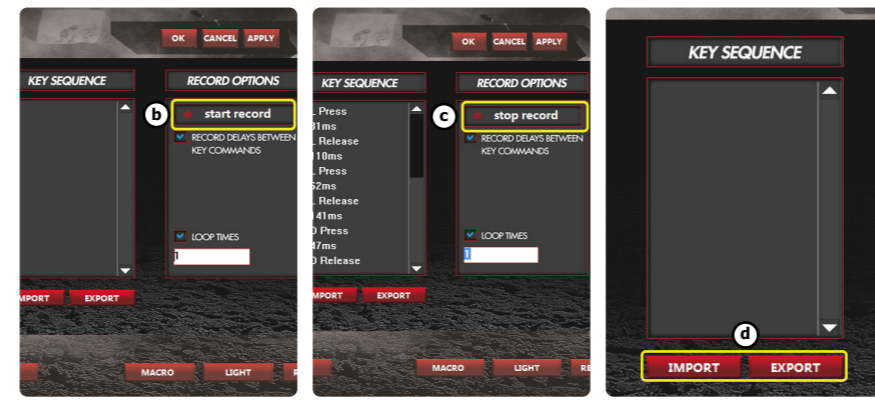 OK CANCEL APPLY
KEY SEQUENCE RECORD OPTIONS
b start record
RECORD DELAYS BETWEEN
KEY COMMANDS
LOOP TIMES
1
MPORT EXPORT
MACRO LIGHT
OK CANCEL APPLY
KEY SEQUENCE RECORD OPTIONS
c stop record
RECORD DELAYS BETWEEN
KEY COMMANDS
L Press
31ms
L Release
110ms
L Press
52ms
L Release
141ms
O Press
47ms
O Release
LOOP TIMES
1
MPORT EXPORT
MACRO LIGHT RE
KEY SEQUENCE
d
IMPORT EXPORT